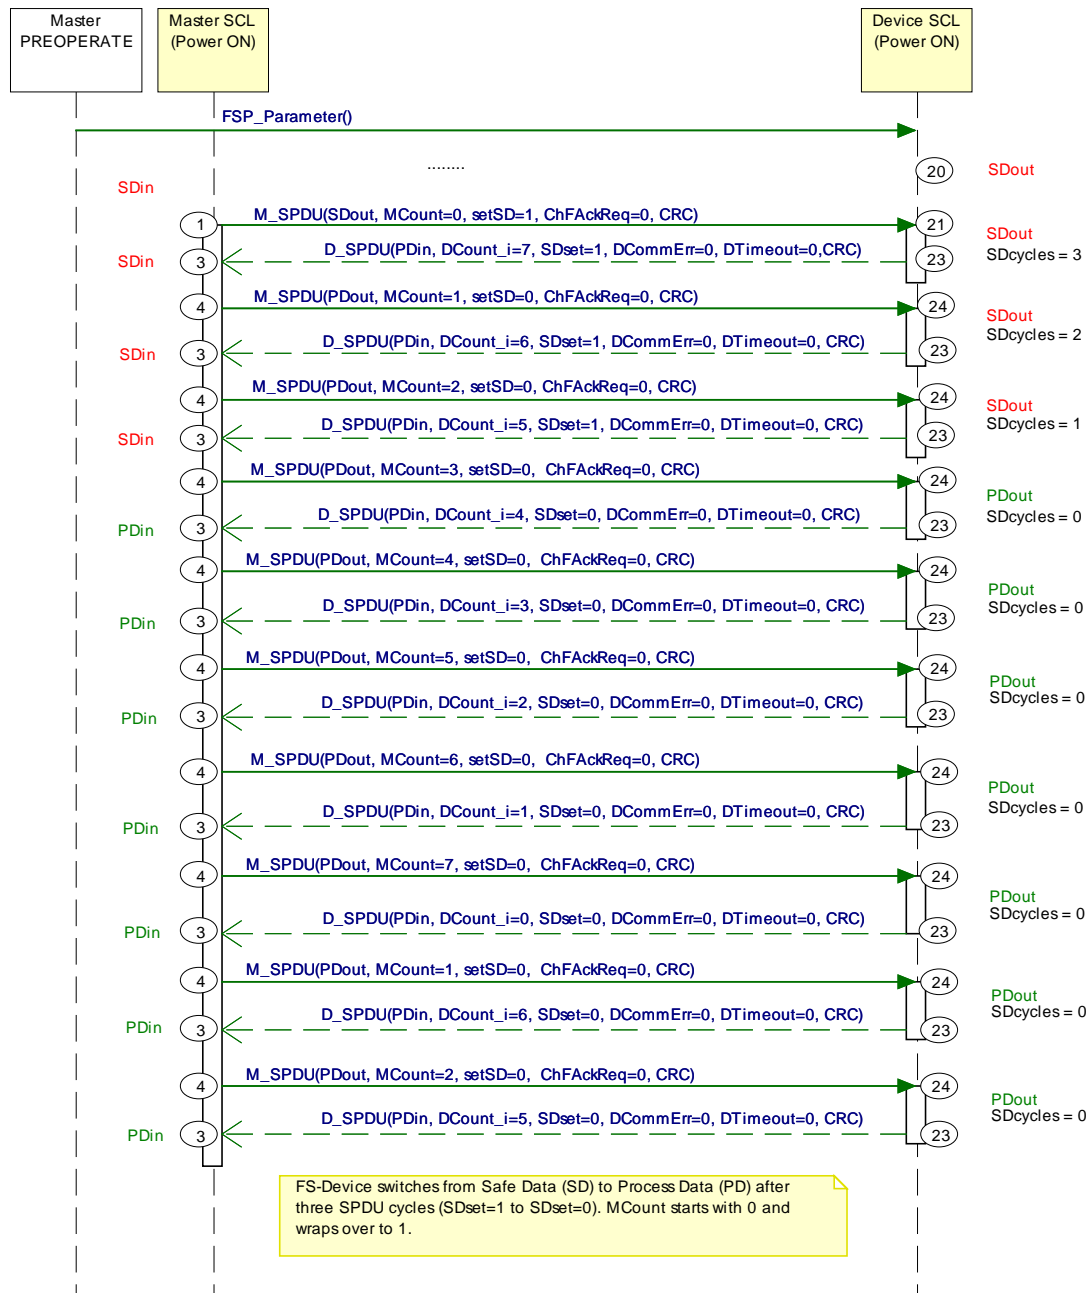 Master
PREOPERATE
Master SCL
(Power ON)
Device SCL
(Power ON)
FSP_Parameter()
........
20
SDout
SDin
M_SPDU(SDout, MCount=0, setSD=1, ChFAckReq=0, CRC)
1
21
SDout
D_SPDU(PDin, DCount_i=7, SDset=1, DCommErr=0, DTimeout=0,CRC)
SDin
3
23
SDcycles = 3
M_SPDU(PDout, MCount=1, setSD=0, ChFAckReq=0, CRC)
4
24
SDout
SDcycles = 2
D_SPDU(PDin, DCount_i=6, SDset=1, DCommErr=0, DTimeout=0, CRC)
SDin
3
23
M_SPDU(PDout, MCount=2, setSD=0, ChFAckReq=0, CRC)
4
24
SDout
SDcycles = 1
D_SPDU(PDin, DCount_i=5, SDset=1, DCommErr=0, DTimeout=0, CRC)
SDin
3
23
M_SPDU(PDout, MCount=3, setSD=0, ChFAckReq=0, CRC)
4
24
PDout
SDcycles = 0
D_SPDU(PDin, DCount_i=4, SDset=0, DCommErr=0, DTimeout=0, CRC)
PDin
3
23
M_SPDU(PDout, MCount=4, setSD=0, ChFAckReq=0, CRC)
4
24
PDout
SDcycles = 0
D_SPDU(PDin, DCount_i=3, SDset=0, DCommErr=0, DTimeout=0, CRC)
PDin
3
23
M_SPDU(PDout, MCount=5, setSD=0, ChFAckReq=0, CRC)
4
24
PDout
SDcycles = 0
D_SPDU(PDin, DCount_i=2, SDset=0, DCommErr=0, DTimeout=0, CRC)
PDin
3
23
M_SPDU(PDout, MCount=6, setSD=0, ChFAckReq=0, CRC)
4
24
PDout
SDcycles = 0
D_SPDU(PDin, DCount_i=1, SDset=0, DCommErr=0, DTimeout=0, CRC)
PDin
3
23
M_SPDU(PDout, MCount=7, setSD=0, ChFAckReq=0, CRC)
4
24
PDout
SDcycles = 0
D_SPDU(PDin, DCount_i=0, SDset=0, DCommErr=0, DTimeout=0, CRC)
PDin
3
23
M_SPDU(PDout, MCount=1, setSD=0, ChFAckReq=0, CRC)
4
24
PDout
SDcycles = 0
D_SPDU(PDin, DCount_i=6, SDset=0, DCommErr=0, DTimeout=0, CRC)
PDin
3
23
M_SPDU(PDout, MCount=2, setSD=0, ChFAckReq=0, CRC)
4
24
PDout
SDcycles = 0
D_SPDU(PDin, DCount_i=5, SDset=0, DCommErr=0, DTimeout=0, CRC)
PDin
3
23
FS-Device switches from Safe Data (SD) to Process Data (PD) after
three SPDU cycles (SDset=1 to SDset=0). MCount starts with 0 and
wraps over to 1.